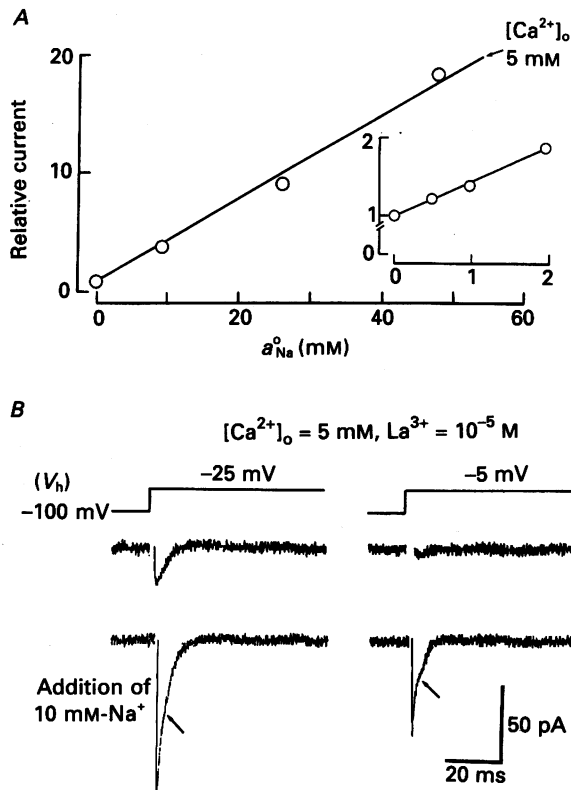 A
20
10
0
Relative current
[Ca²⁺]ₒ
5 mM
2
1
0
0 1 2
0 20 40 60
aᵒNa (mM)
B
[Ca²⁺]ₒ = 5 mM, La³⁺ = 10⁻⁵ M
(Vₕ)
−100 mV
−25 mV
−5 mV
Addition of
10 mM-Na⁺
50 pA
20 ms